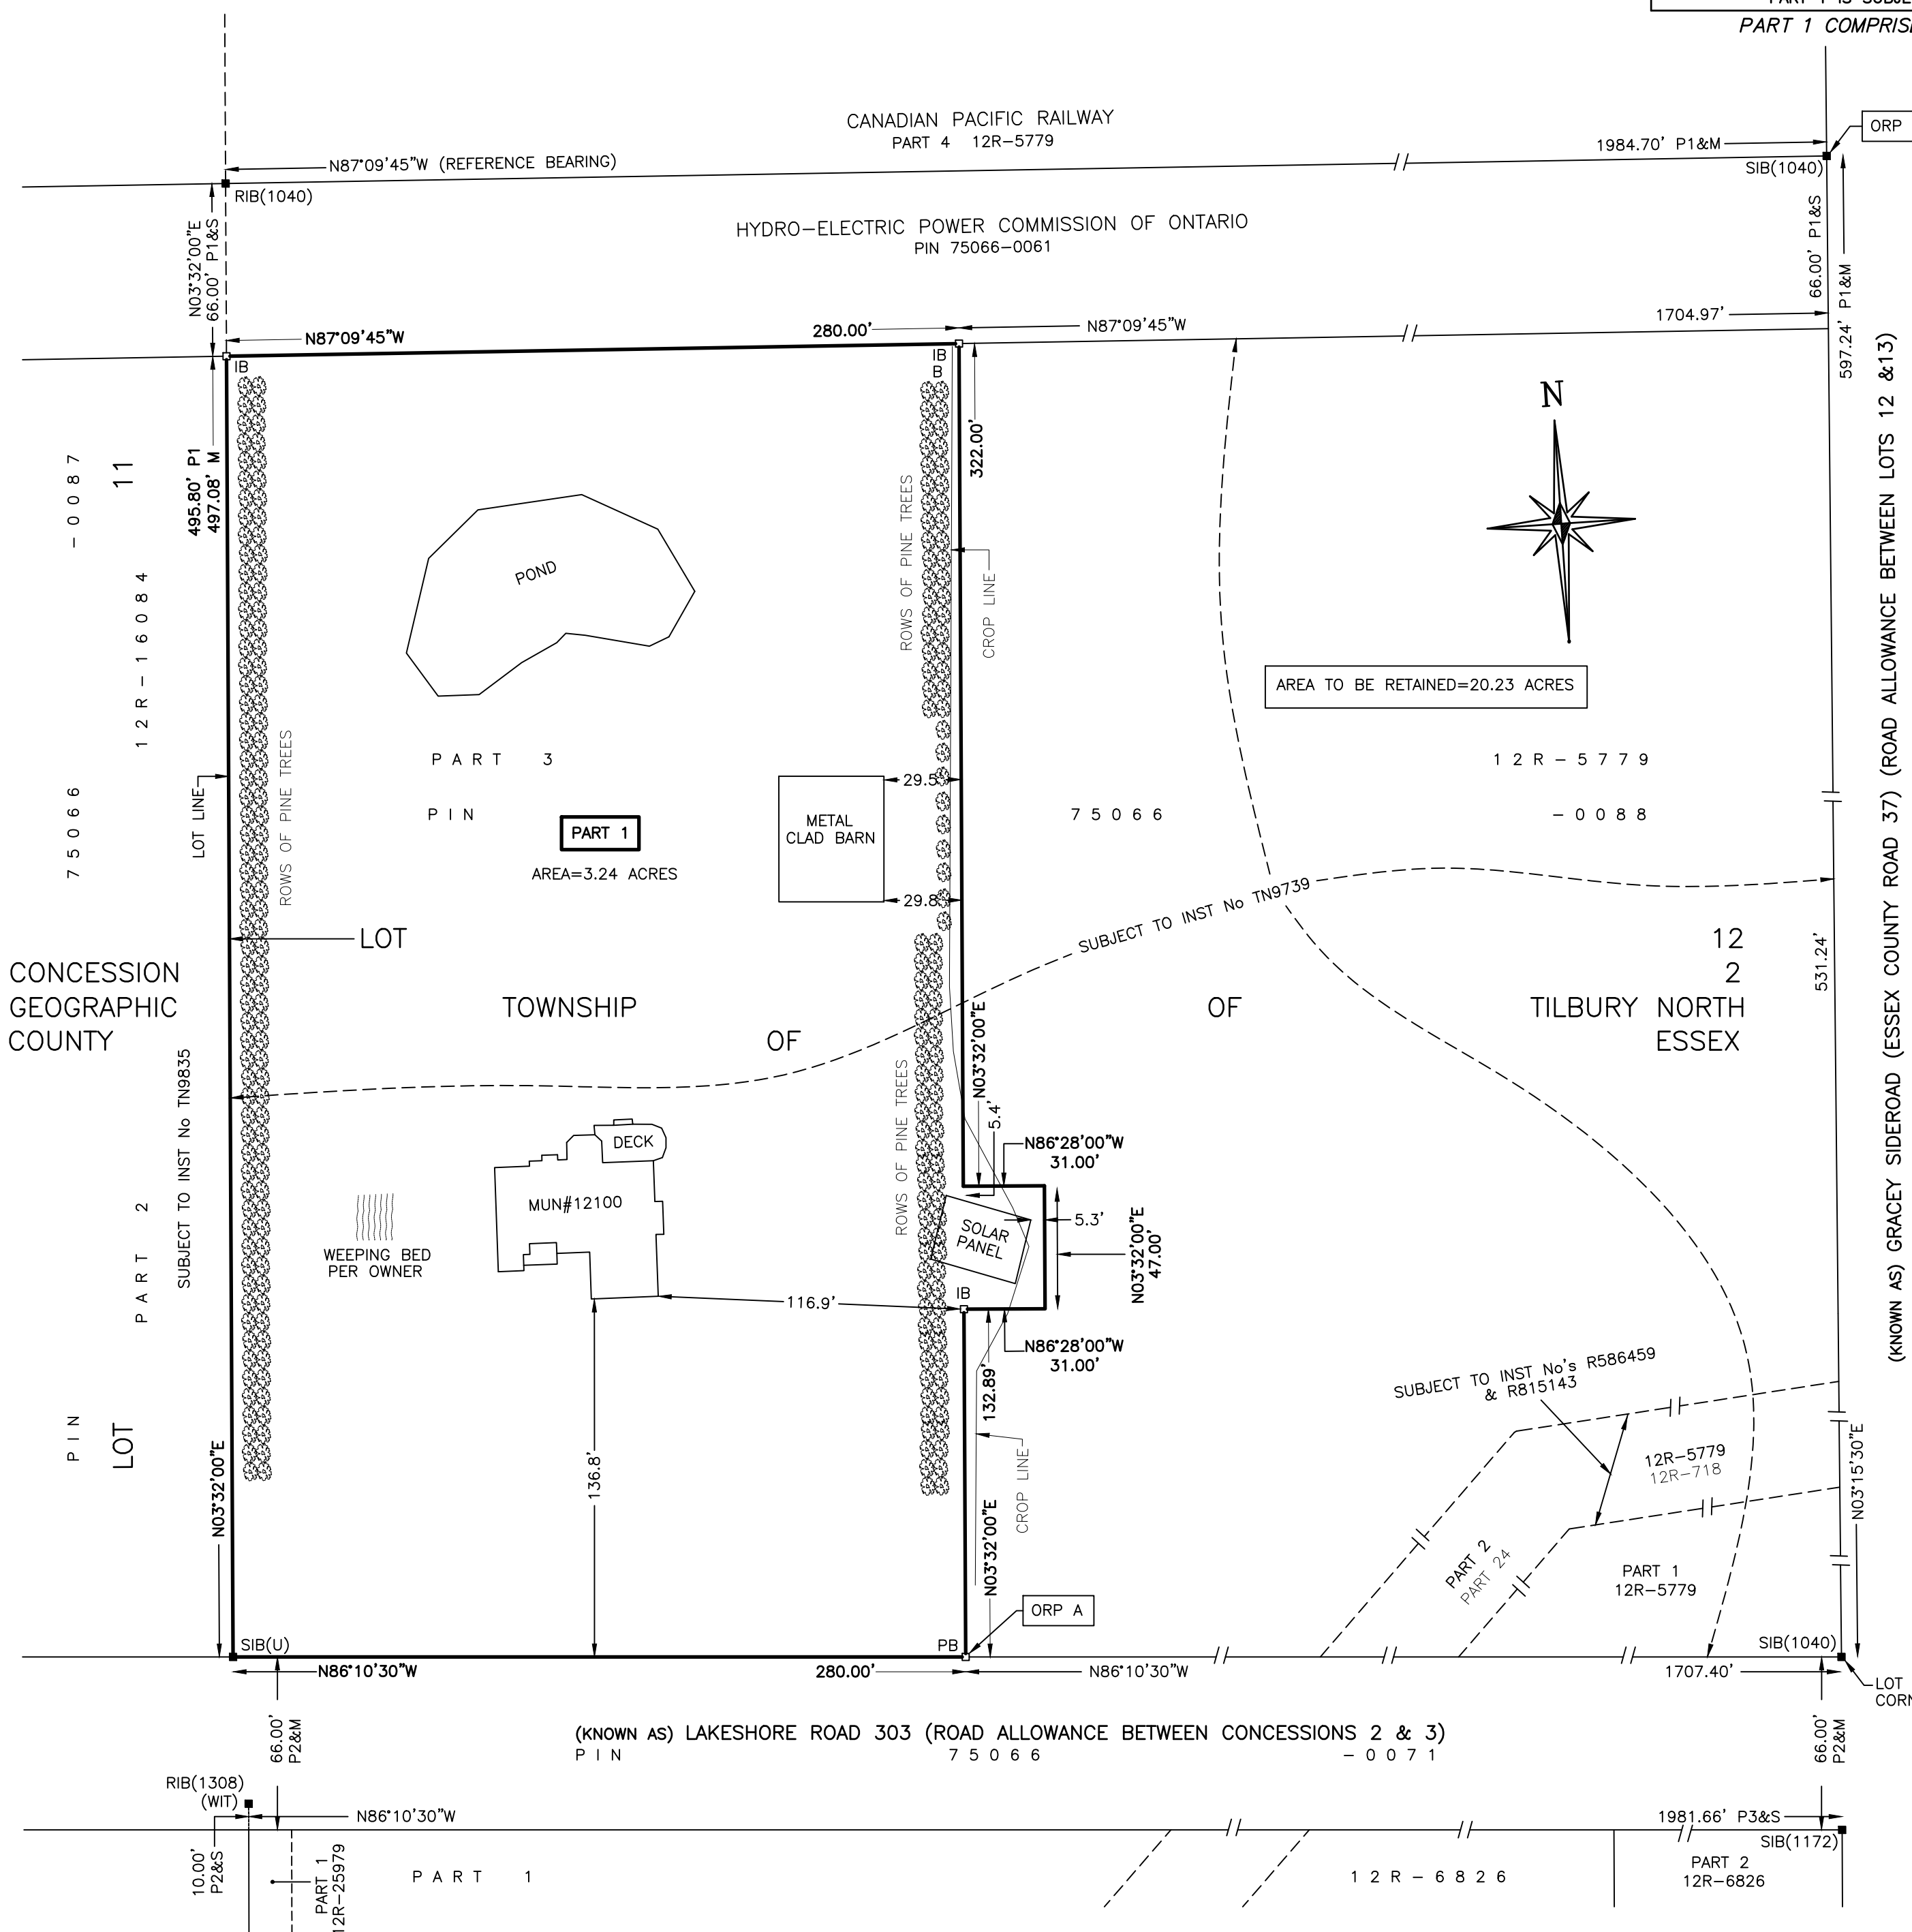 PART 1 COMPRISE
CANADIAN PACIFIC RAILWAY
PART 4 12R-5779
N87°09'45"W (REFERENCE BEARING)
1984.70' P1&M
ORP
SIB(1040)
RIB(1040)
N03°32'00"E
66.00' P1&S
HYDRO-ELECTRIC POWER COMMISSION OF ONTARIO
PIN 75066-0061
66.00' P1&S
597.24' P1&M
N87°09'45"W
280.00'
N87°09'45"W
1704.97'
IB
IB
B
495.80' P1
497.08' M
322.00'
N
75066 -0087
11
12R-16084
ROWS OF PINE TREES
CROP LINE
POND
AREA TO BE RETAINED=20.23 ACRES
(KNOWN AS) GRACEY SIDEROAD (ESSEX COUNTY ROAD 37) (ROAD ALLOWANCE BETWEEN LOTS 12 &13)
LOT LINE
ROWS OF PINE TREES
PART 3
12R-5779
PIN
75066
-0088
PART 1
AREA=3.24 ACRES
METAL
CLAD BARN
29.5'
29.8'
SUBJECT TO INST No TN9739
LOT
12
CONCESSION
2
531.24'
GEOGRAPHIC
TOWNSHIP
OF
TILBURY NORTH
COUNTY
OF
ESSEX
SUBJECT TO INST No TN9835
ROWS OF PINE TREES
N03°32'00"E
5.4'
N86°28'00"W
31.00'
DECK
MUN#12100
WEEPING BED
PER OWNER
SOLAR
PANEL
5.3'
N03°32'00"E
47.00'
PART 2
IB
116.9'
N86°28'00"W
31.00'
132.89'
SUBJECT TO INST No's R586459
& R815143
PIN
LOT
N03°32'00"E
136.8'
CROP LINE
N03°32'00"E
12R-5779
12R-718
N03°15'30"E
PART 2
PART 24
PART 1
12R-5779
ORP A
SIB(U)
PB
SIB(1040)
N86°10'30"W
280.00'
N86°10'30"W
1707.40'
LOT
66.00'
P2&M
(KNOWN AS) LAKESHORE ROAD 303 (ROAD ALLOWANCE BETWEEN CONCESSIONS 2 & 3)
PIN 75066 -0071
66.00'
P2&M
RIB(1308)
(WIT)
N86°10'30"W
1981.66' P3&S
SIB(1172)
10.00'
P2&S
PART 1
12R-25979
PART 1
12R-6826
PART 2
12R-6826